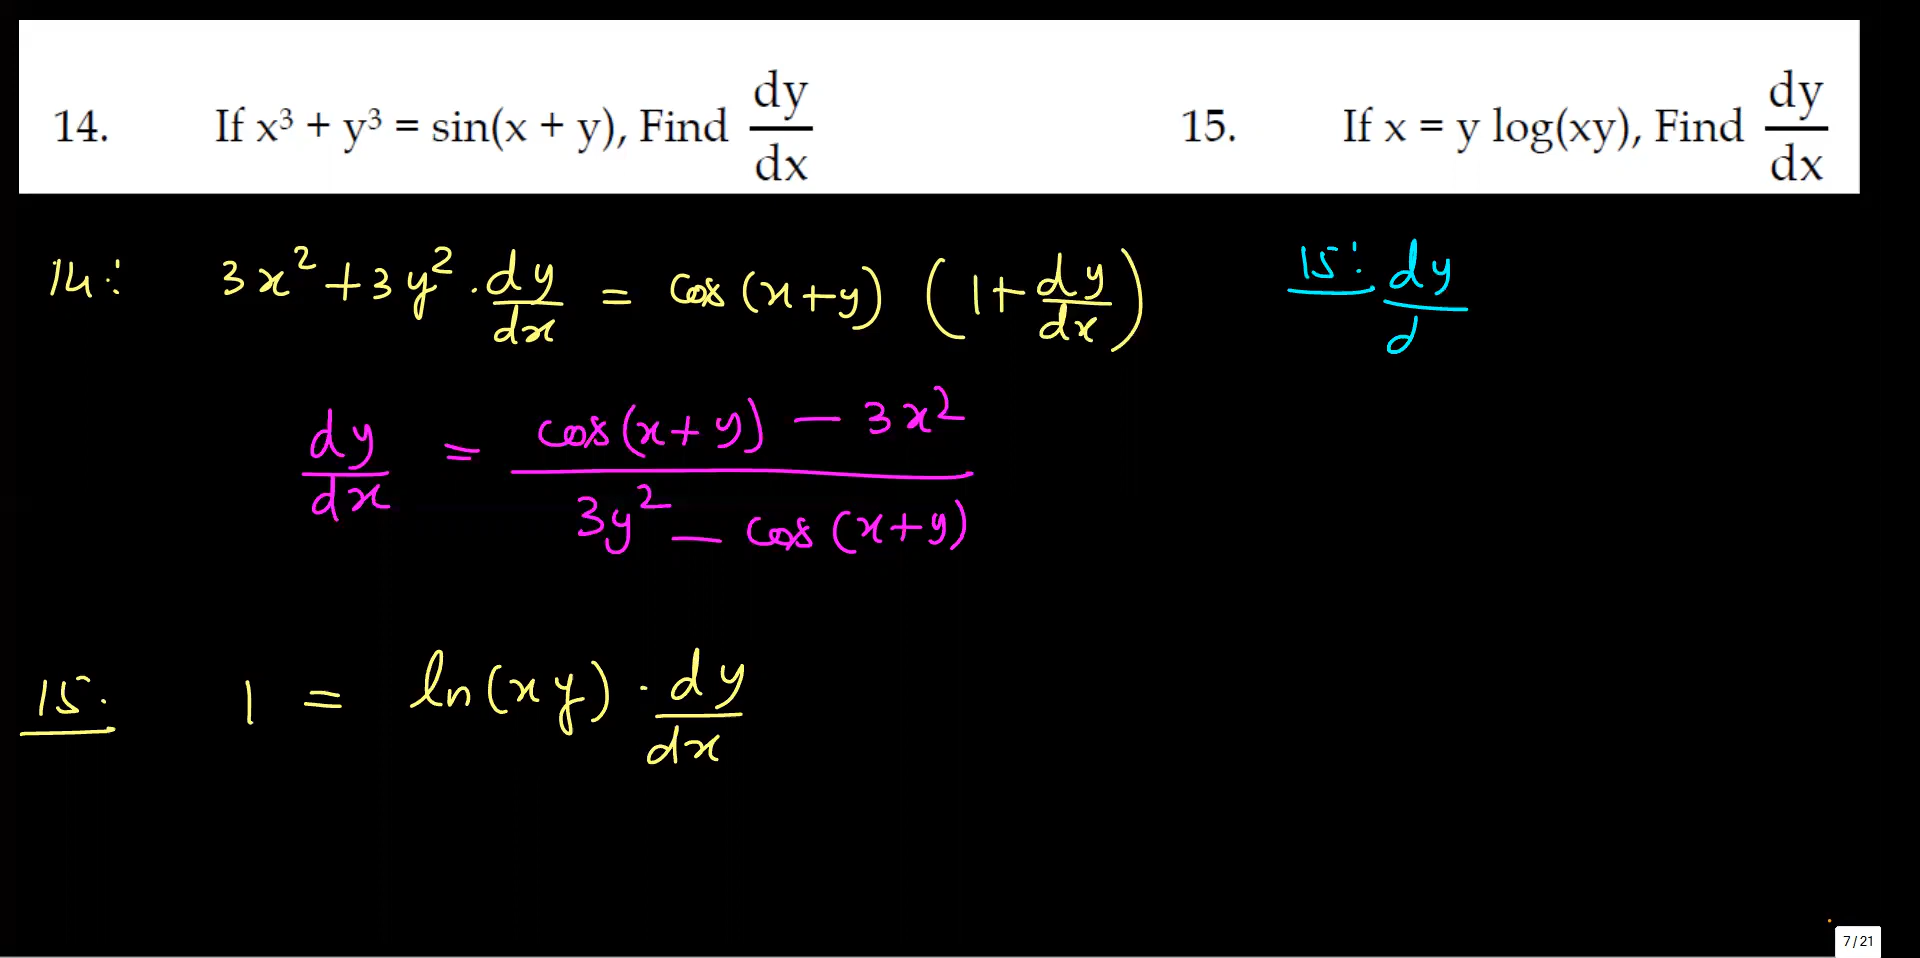 14. If x³ + y³ = sin(x + y), Find dy/dx 15. If x = y log(xy), Find dy/dx
14: 3x² + 3y² · dy/dx = cos(x+y) (1 + dy/dx)
15: dy/d
dy/dx = cos(x+y) − 3x² / 3y² − cos(x+y)
15. 1 = ln(xy) · dy/dx
7/21